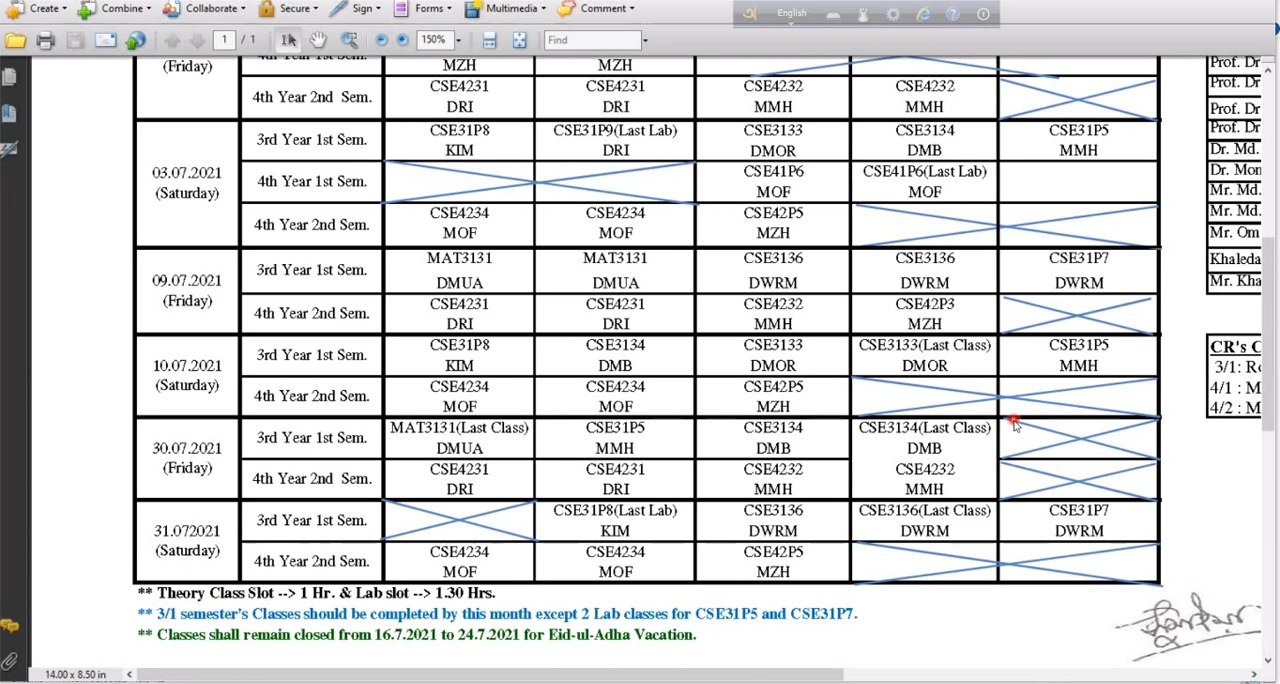 Create Combine Collaborate Secure Sign Forms Multimedia Comment
English
1 / 1 150% Find
(Friday) MZH MZH
4th Year 2nd Sem. CSE4231 CSE4231 CSE4232 CSE4232
DRI DRI MMH MMH
03.07.2021
(Saturday)
3rd Year 1st Sem. CSE31P8 CSE31P9(Last Lab) CSE3133 CSE3134 CSE31P5
KIM DRI DMOR DMB MMH
4th Year 1st Sem. CSE41P6 CSE41P6(Last Lab)
MOF MOF
4th Year 2nd Sem. CSE4234 CSE4234 CSE42P5
MOF MOF MZH
09.07.2021
(Friday)
3rd Year 1st Sem. MAT3131 MAT3131 CSE3136 CSE3136 CSE31P7
DMUA DMUA DWRM DWRM DWRM
4th Year 2nd Sem. CSE4231 CSE4231 CSE4232 CSE42P3
DRI DRI MMH MZH
10.07.2021
(Saturday)
3rd Year 1st Sem. CSE31P8 CSE3134 CSE3133 CSE3133(Last Class) CSE31P5
KIM DMB DMOR DMOR MMH
4th Year 2nd Sem. CSE4234 CSE4234 CSE42P5
MOF MOF MZH
30.07.2021
(Friday)
3rd Year 1st Sem. MAT3131(Last Class) CSE31P5 CSE3134 CSE3134(Last Class)
DMUA MMH DMB DMB
4th Year 2nd Sem. CSE4231 CSE4231 CSE4232 CSE4232
DRI DRI MMH MMH
31.072021
(Saturday)
3rd Year 1st Sem. CSE31P8(Last Lab) CSE3136 CSE3136(Last Class) CSE31P7
KIM DWRM DWRM DWRM
4th Year 2nd Sem. CSE4234 CSE4234 CSE42P5
MOF MOF MZH
** Theory Class Slot --> 1 Hr. & Lab slot --> 1.30 Hrs.
** 3/1 semester's Classes should be completed by this month except 2 Lab classes for CSE31P5 and CSE31P7.
** Classes shall remain closed from 16.7.2021 to 24.7.2021 for Eid-ul-Adha Vacation.
Prof. Dr
Prof. Dr
Prof. Dr
Prof. Dr
Dr. Md.
Dr. Mon
Mr. Md.
Mr. Md.
Mr. Om
Khaleda
Mr. Kha
CR's C
3/1: Re
4/1 : M
4/2 : M
14.00 x 8.50 in